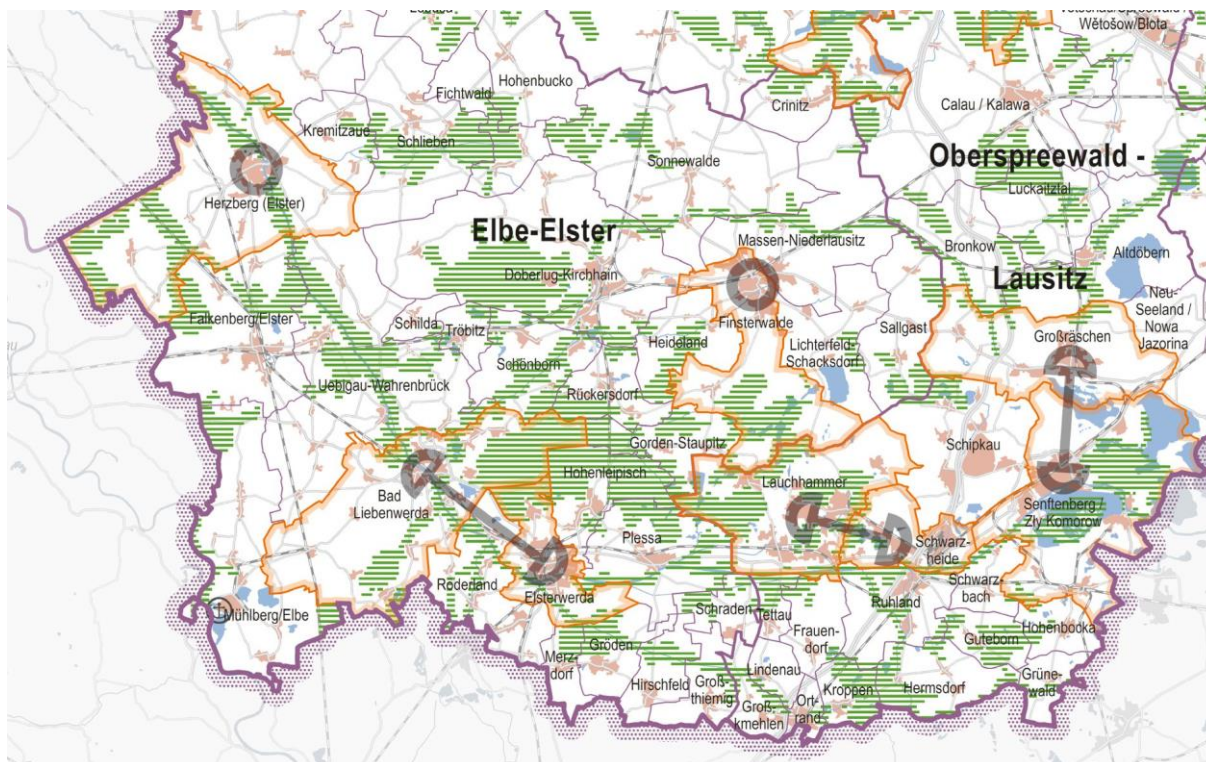 Wětošow/Błota
Hohenbucko
Fichtwald
Crinitz
Calau / Kalawa
Kremitzaue
Schlieben
Sonnewalde
Oberspreewald -
Luckaitztal
Herzberg (Elster)
Elbe-Elster
Massen-Niederlausitz
Bronkow
Altdöbern
Doberlug-Kirchhain
Lausitz
Neu-
Seeland /
Nowa
Jazorina
Falkenberg/Elster
Schilda
Tröbitz
Finsterwalde
Sallgast
Großräschen
Heideland
Lichterfeld-
Schacksdorf
Schönborn
Uebigau-Wahrenbrück
Rückersdorf
Gorden-Staupitz
Schipkau
Hohenleipisch
Lauchhammer
Bad
Liebenwerda
Senftenberg /
Zły Komorow
Plessa
Schwarz-
heide
Röderland
Elsterwerda
Schwarz-
bach
Mühlberg/Elbe
Schraden
Tettau
Ruhland
Hohenbocka
Frauen-
dorf
Guteborn
Gröden
Merz-
dorf
Lindenau
Grüne-
wald
Hirschfeld
Groß-
thiemig
Kroppen
Hermsdorf
Groß-
kmehlen
Ort-
rand